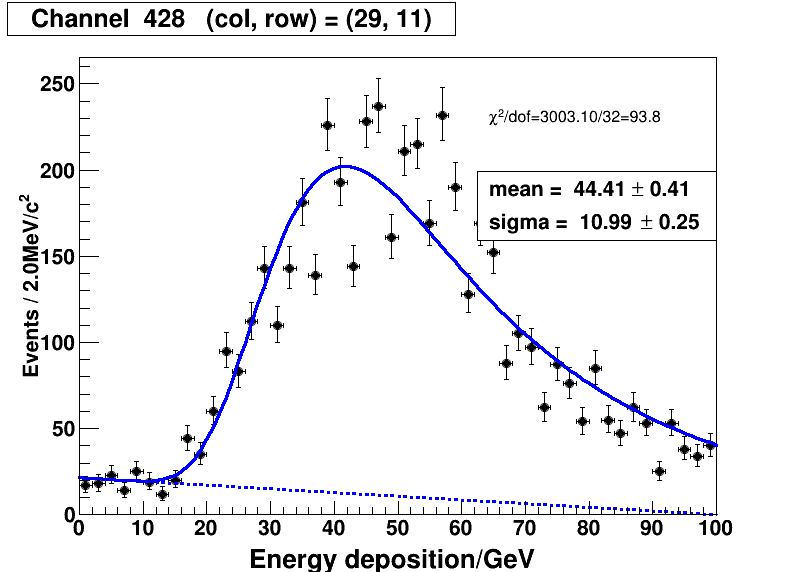 Channel 428 (col, row) = (29, 11)
χ²/dof=3003.10/32=93.8
mean = 44.41 ± 0.41
sigma = 10.99 ± 0.25
Events / 2.0MeV/c²
250
200
150
100
50
0
0 10 20 30 40 50 60 70 80 90 100
Energy deposition/GeV